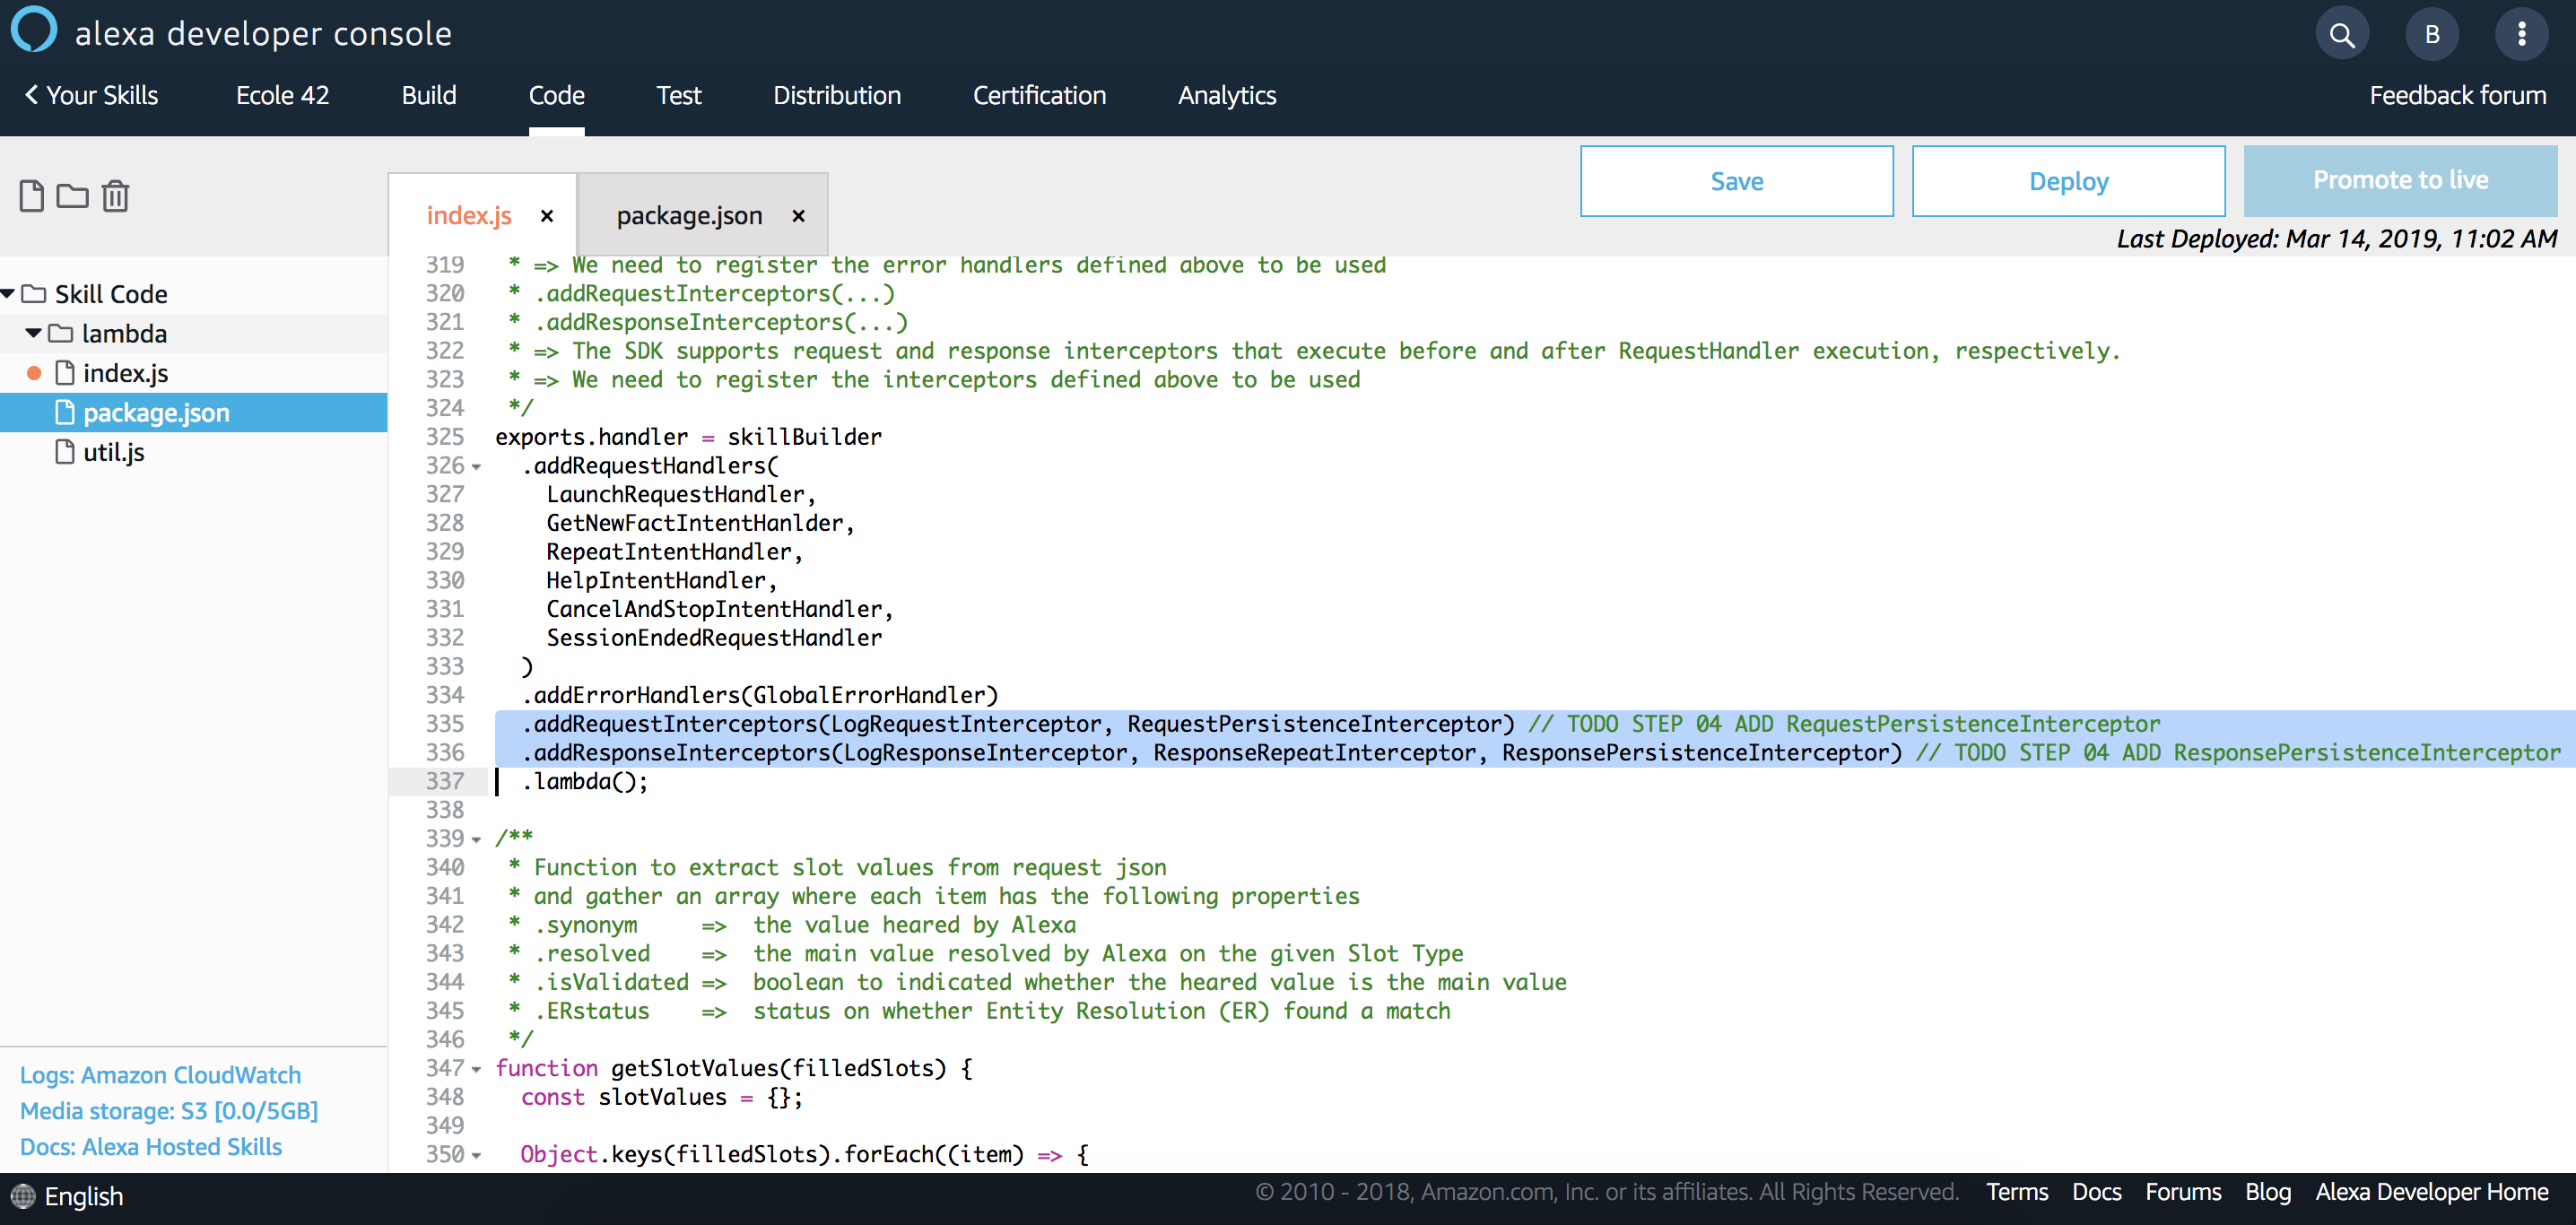 alexa developer console
B
Your Skills
Ecole 42
Build
Code
Test
Distribution
Certification
Analytics
Feedback forum
Save
Deploy
Promote to live
Last Deployed: Mar 14, 2019, 11:02 AM
index.js ×
package.json ×
Skill Code
lambda
index.js
package.json
util.js
Logs: Amazon CloudWatch
Media storage: S3 [0.0/5GB]
Docs: Alexa Hosted Skills
319 * => We need to register the error handlers defined above to be used
320 * .addRequestInterceptors(...)
321 * .addResponseInterceptors(...)
322 * => The SDK supports request and response interceptors that execute before and after RequestHandler execution, respectively.
323 * => We need to register the interceptors defined above to be used
324 */
325 exports.handler = skillBuilder
326 .addRequestHandlers(
327 LaunchRequestHandler,
328 GetNewFactIntentHanlder,
329 RepeatIntentHandler,
330 HelpIntentHandler,
331 CancelAndStopIntentHandler,
332 SessionEndedRequestHandler
333 )
334 .addErrorHandlers(GlobalErrorHandler)
335 .addRequestInterceptors(LogRequestInterceptor, RequestPersistenceInterceptor) // TODO STEP 04 ADD RequestPersistenceInterceptor
336 .addResponseInterceptors(LogResponseInterceptor, ResponseRepeatInterceptor, ResponsePersistenceInterceptor) // TODO STEP 04 ADD ResponsePersistenceInterceptor
337 .lambda();
338
339 /**
340 * Function to extract slot values from request json
341 * and gather an array where each item has the following properties
342 * .synonym => the value heared by Alexa
343 * .resolved => the main value resolved by Alexa on the given Slot Type
344 * .isValidated => boolean to indicated whether the heared value is the main value
345 * .ERstatus => status on whether Entity Resolution (ER) found a match
346 */
347 function getSlotValues(filledSlots) {
348 const slotValues = {};
349
350 Object.keys(filledSlots).forEach((item) => {
English
© 2010 - 2018, Amazon.com, Inc. or its affiliates. All Rights Reserved.
Terms
Docs
Forums
Blog
Alexa Developer Home